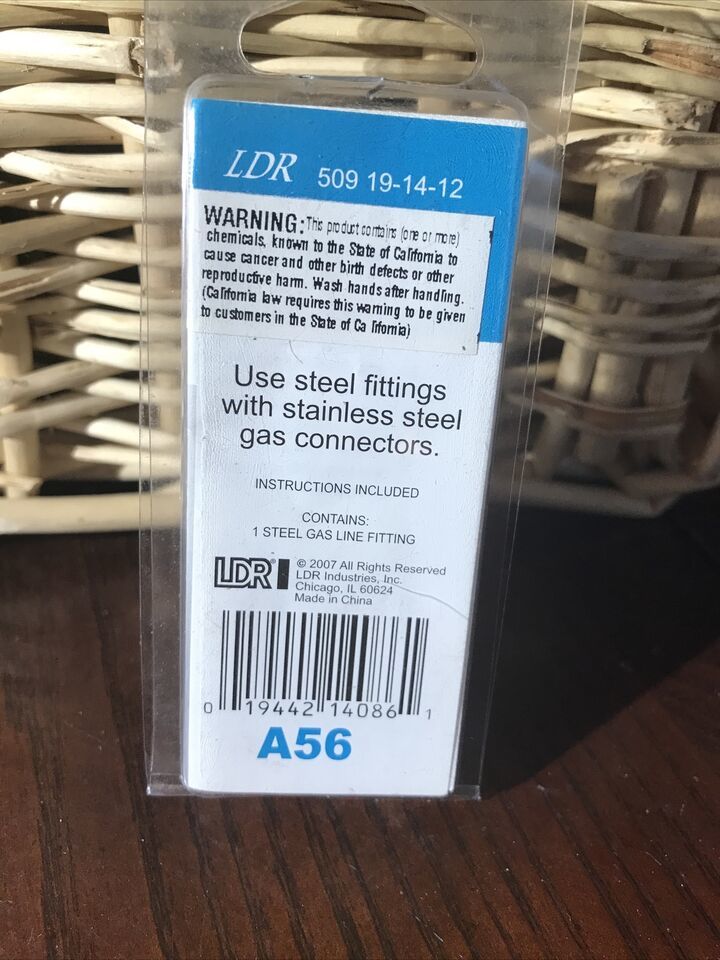 LDR 509 19-14-12
WARNING: This product contains (one or more)
chemicals, known to the State of California to
cause cancer and other birth defects or other
reproductive harm. Wash hands after handling.
(California law requires this warning to be given
to customers in the State of Ca lifornia)
Use steel fittings
with stainless steel
gas connectors.
INSTRUCTIONS INCLUDED
CONTAINS:
1 STEEL GAS LINE FITTING
LDR®
© 2007 All Rights Reserved
LDR Industries, Inc.
Chicago, IL 60624
Made in China
0 19442 14086 1
A56